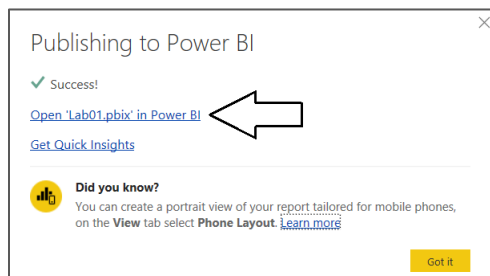 Publishing to Power BI
Success!
Open 'Lab01.pbix' in Power BI
Get Quick Insights
Did you know?
You can create a portrait view of your report tailored for mobile phones,
on the View tab select Phone Layout. Learn more
Got it